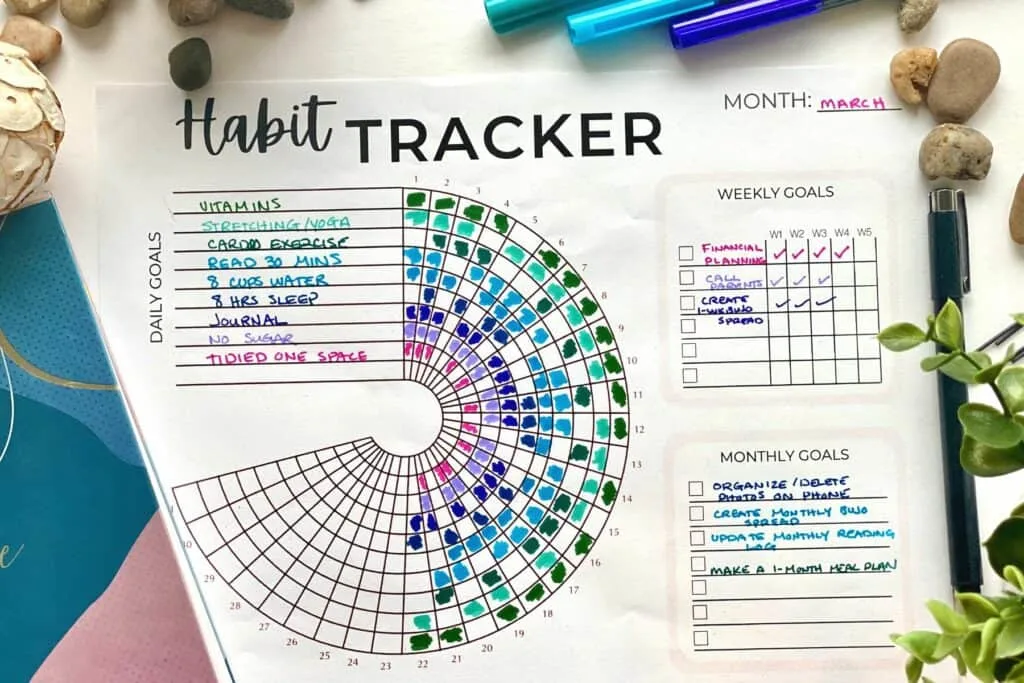 Habit TRACKER
MONTH: MARCH
DAILY GOALS
VITAMINS
STRETCHING/YOGA
CARDIO EXERCISE
READ 30 MINS
8 CUPS WATER
8 HRS SLEEP
JOURNAL
NO SUGAR
TIDIED ONE SPACE
1
2
3
4
5
6
7
8
9
10
11
12
13
14
15
16
17
18
19
20
21
22
23
24
25
26
27
28
29
30
WEEKLY GOALS
W1 W2 W3 W4 W5
FINANCIAL
PLANNING
CALL
PARENTS
CREATE
1-WK BUJO
SPREAD
MONTHLY GOALS
ORGANIZE/DELETE
PHOTOS ON PHONE
CREATE MONTHLY BUJO
SPREAD
UPDATE MONTHLY READING
LOG
MAKE A 1-MONTH MEAL PLAN